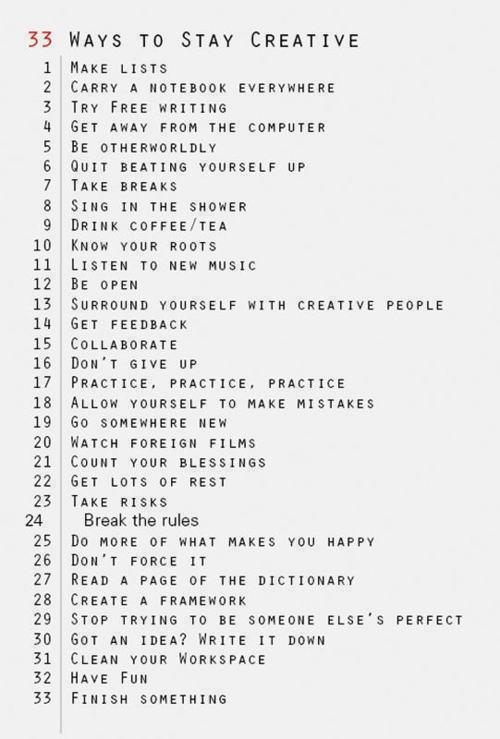 33 Ways to Stay Creative
1 Make lists
2 Carry a notebook everywhere
3 Try Free writing
4 Get away from the computer
5 Be otherworldly
6 Quit beating yourself up
7 Take breaks
8 Sing in the shower
9 Drink coffee/tea
10 Know your roots
11 Listen to new music
12 Be open
13 Surround yourself with creative people
14 Get feedback
15 Collaborate
16 Don't give up
17 Practice, practice, practice
18 Allow yourself to make mistakes
19 Go somewhere new
20 Watch foreign films
21 Count your blessings
22 Get lots of rest
23 Take risks
24 Break the rules
25 Do more of what makes you happy
26 Don't force it
27 Read a page of the dictionary
28 Create a framework
29 Stop trying to be someone else's perfect
30 Got an idea? Write it down
31 Clean your Workspace
32 Have Fun
33 Finish something